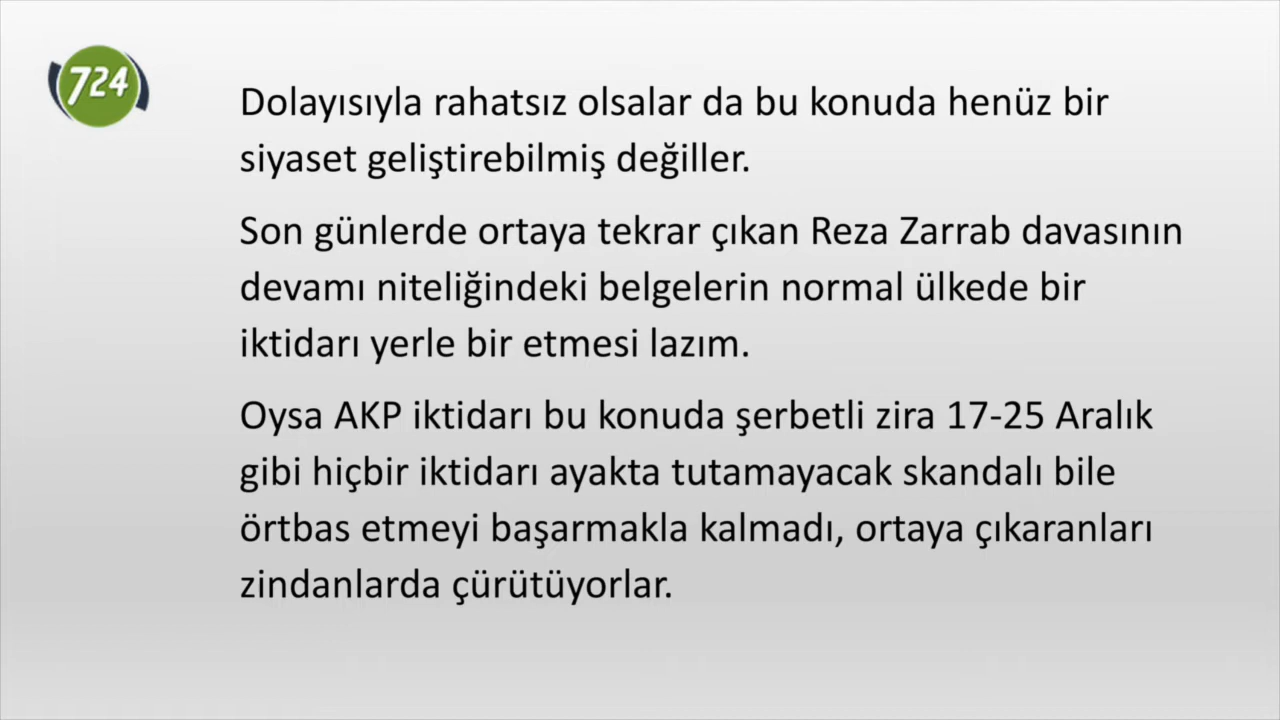 724
Dolayısıyla rahatsız olsalar da bu konuda henüz bir
siyaset geliştirebilmiş değiller.
Son günlerde ortaya tekrar çıkan Reza Zarrab davasının
devamı niteliğindeki belgelerin normal ülkede bir
iktidarı yerle bir etmesi lazım.
Oysa AKP iktidarı bu konuda şerbetli zira 17-25 Aralık
gibi hiçbir iktidarı ayakta tutamayacak skandalı bile
örtbas etmeyi başarmakla kalmadı, ortaya çıkaranları
zindanlarda çürütüyorlar.